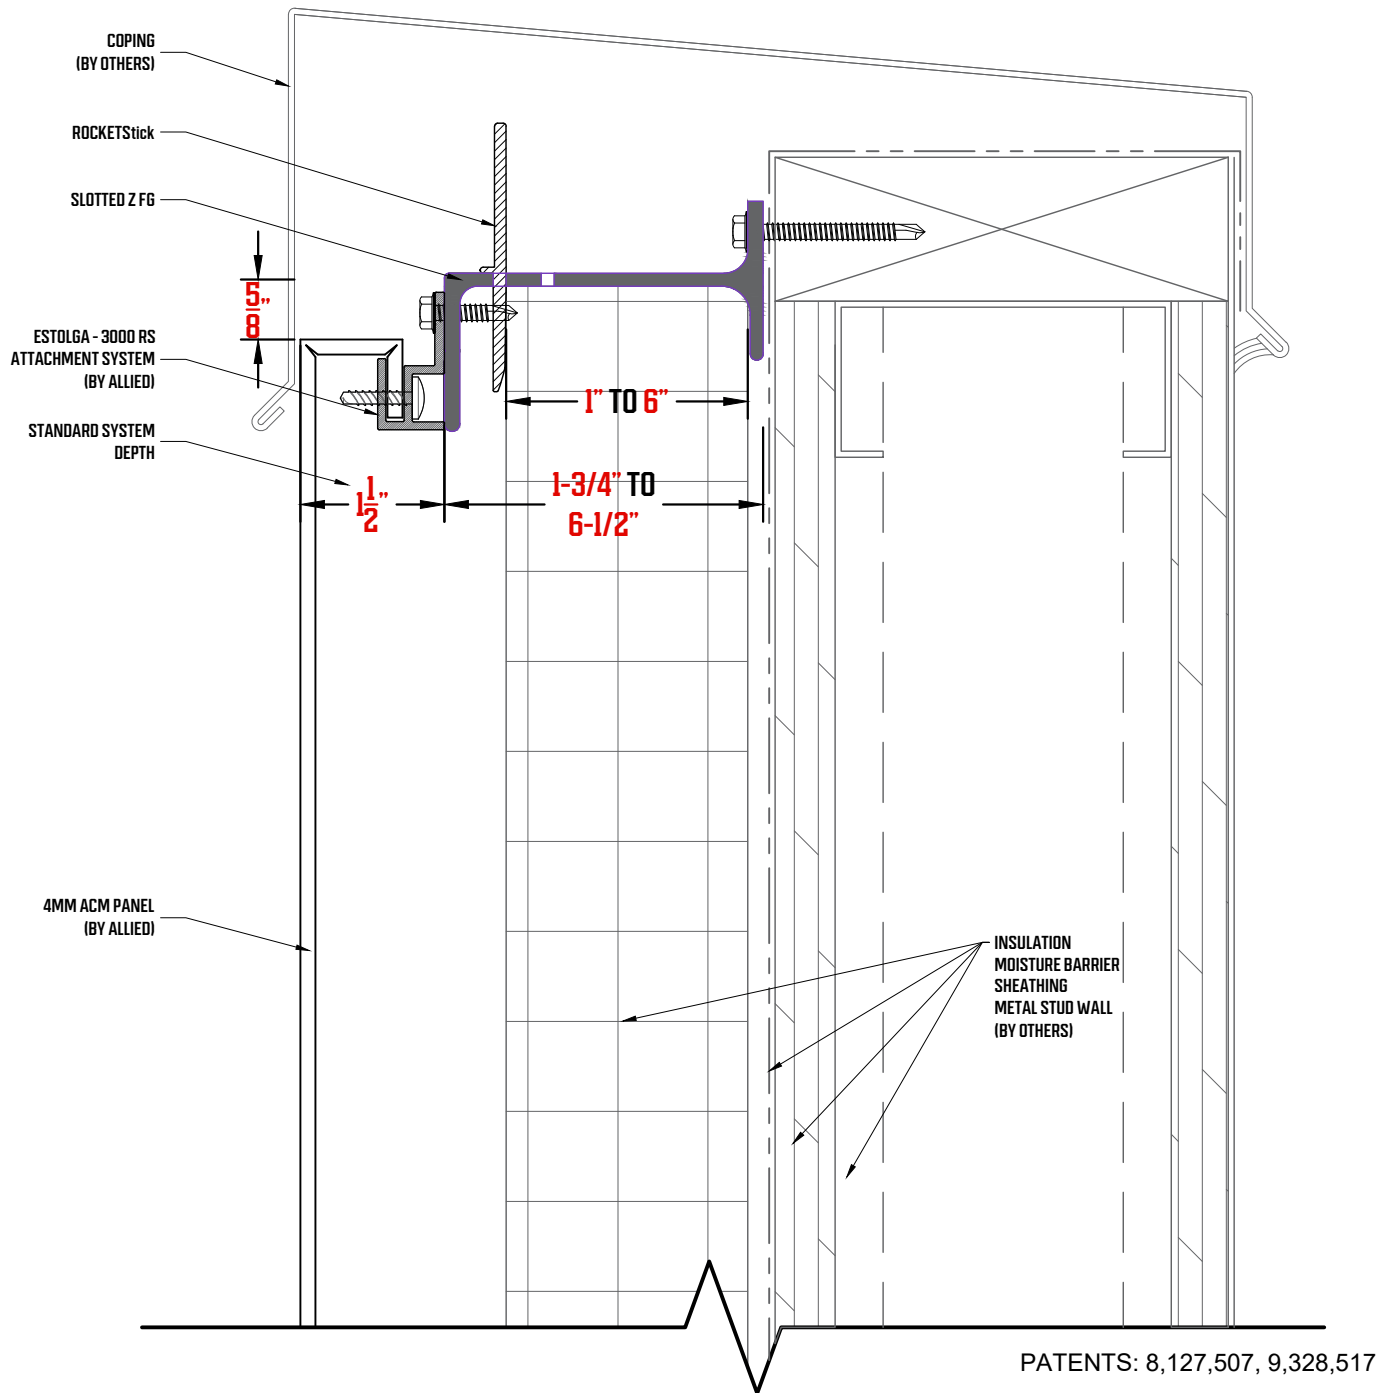 COPING
(BY OTHERS)
ROCKETStick
SLOTTED Z FG
5/8”
ESTOLGA - 3000 RS
ATTACHMENT SYSTEM
(BY ALLIED)
1” TO 6”
STANDARD SYSTEM
DEPTH
1 1/2”
1-3/4” TO
6-1/2”
4MM ACM PANEL
(BY ALLIED)
INSULATION
MOISTURE BARRIER
SHEATHING
METAL STUD WALL
(BY OTHERS)
PATENTS: 8,127,507, 9,328,517